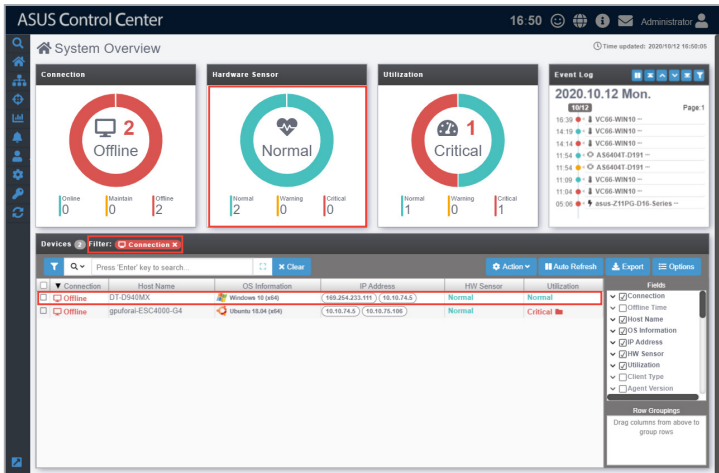 ASUS Control Center
16:50
Administrator
System Overview
Time updated: 2020/10/12 16:50:05
Connection
2
Offline
Online
0
Maintain
0
Offline
2
Hardware Sensor
Normal
Normal
2
Warning
0
Critical
0
Utilization
1
Critical
Normal
1
Warning
0
Critical
1
Event Log
2020.10.12 Mon.
10/12
Page:1
16:39 VC66-WIN10 --
14:19 VC66-WIN10 --
14:14 VC66-WIN10 --
11:54 AS6404T-D191 --
11:54 AS6404T-D191 --
11:09 VC66-WIN10 --
11:04 VC66-WIN10 --
05:06 asus-Z11PG-D16-Series --
Devices 2 Filter: Connection ×
Press 'Enter' key to search...
× Clear
Action
Auto Refresh
Export
Options
Connection Host Name OS Information IP Address HW Sensor Utilization
Offline DT-D940MX Windows 10 (x64) 169.254.233.111 10.10.74.5 Normal Normal
Offline gpuforai-ESC4000-G4 Ubuntu 18.04 (x64) 10.10.74.5 10.10.75.106 Normal Critical
Fields
Connection
Offline Time
Host Name
OS Information
IP Address
HW Sensor
Utilization
Client Type
Agent Version
Row Groupings
Drag columns from above to
group rows